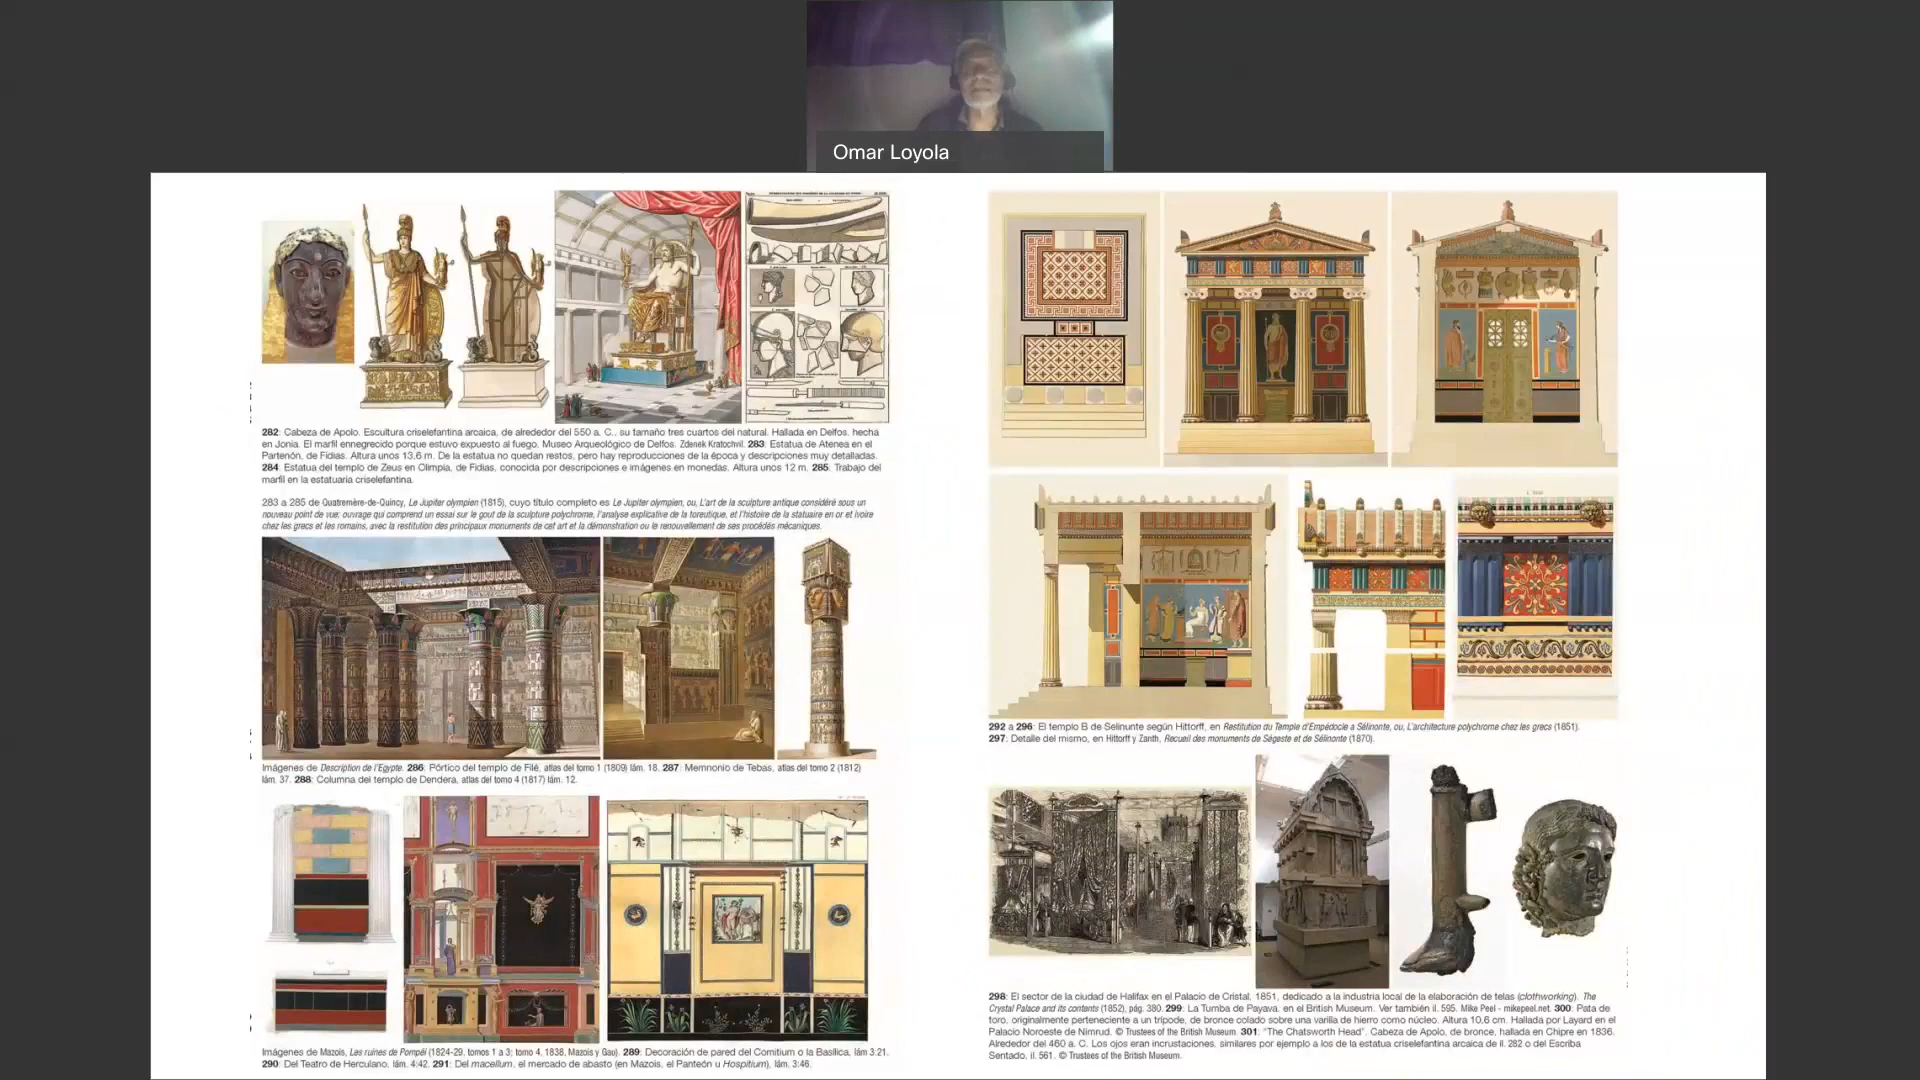 Omar Loyola
282: Cabeza de Apolo. Escultura criselefantina arcaica, de alrededor del 550 a. C., su tamaño tres cuartos del natural. Hallada en Delfos, hecha
en Jonia. El marfil ennegrecido porque estuvo expuesto al fuego. Museo Arqueológico de Delfos. Zdenek Kratochvil. 283: Estatua de Atenea en el
Partenón, de Fidias. Altura unos 13.6 m. De la estatua no quedan restos, pero hay reproducciones de la época y descripciones muy detalladas.
284: Estatua del templo de Zeus en Olimpia, de Fidias, conocida por descripciones e imágenes en monedas. Altura unos 12 m. 285: Trabajo del
marfil en la estatuaria criselefantina.
283 a 285 de Quatremère-de-Quincy, Le Jupiter olympien (1815), cuyo título completo es Le Jupiter olympien, ou, L'art de la sculpture antique considéré sous un
nouveau point de vue: ouvrage qui comprend un essai sur le gout de la sculpture polychrome, l'analyse explicative de la toreutique, et l'histoire de la statuaire en or et ivoire
chez les grecs et les romains, avec la restitution des principaux monuments de cet art et la démonstration ou le renouvellement de ses procédés mécaniques.
Imágenes de Description de l'Egypte. 286: Pórtico del templo de Filé, atlas del tomo 1 (1809) lám. 18. 287: Memnonio de Tebas, atlas del tomo 2 (1812)
lám. 37. 288: Columna del templo de Dendera, atlas del tomo 4 (1817) lám. 12.
Imágenes de Mazois, Les ruines de Pompéi (1824-29, tomos 1 a 3; tomo 4, 1838, Mazois y Gau). 289: Decoración de pared del Comitium o la Basílica, lám 3:21.
290: Del Teatro de Herculano, lám. 4:42. 291: Del macellum, el mercado de abasto (en Mazois, el Panteón u Hospitium), lám. 3:46.
292 a 296: El templo B de Selinunte según Hittorff, en Restitution du Temple d'Empédocle a Sélinonte, ou, L'architecture polychrome chez les grecs (1851).
297: Detalle del mismo, en Hittorff y Zanth, Recueil des monuments de Ségeste et de Sélinonte (1870).
298: El sector de la ciudad de Halifax en el Palacio de Cristal, 1851, dedicado a la industria local de la elaboración de telas (clothworking). The
Crystal Palace and its contents (1852), pág. 380. 299: La Tumba de Payava, en el British Museum. Ver también il. 595. Mike Peel - mikepeel.net. 300: Pata de
toro, originalmente perteneciente a un trípode, de bronce colado sobre una varilla de hierro como núcleo. Altura 10,6 cm. Hallada por Layard en el
Palacio Noroeste de Nimrud. © Trustees of the British Museum. 301: "The Chatsworth Head". Cabeza de Apolo, de bronce, hallada en Chipre en 1836.
Alrededor del 460 a. C. Los ojos eran incrustaciones, similares por ejemplo a los de la estatua criselefantina arcaica de il. 282 o del Escriba
Sentado, il. 561. © Trustees of the British Museum.